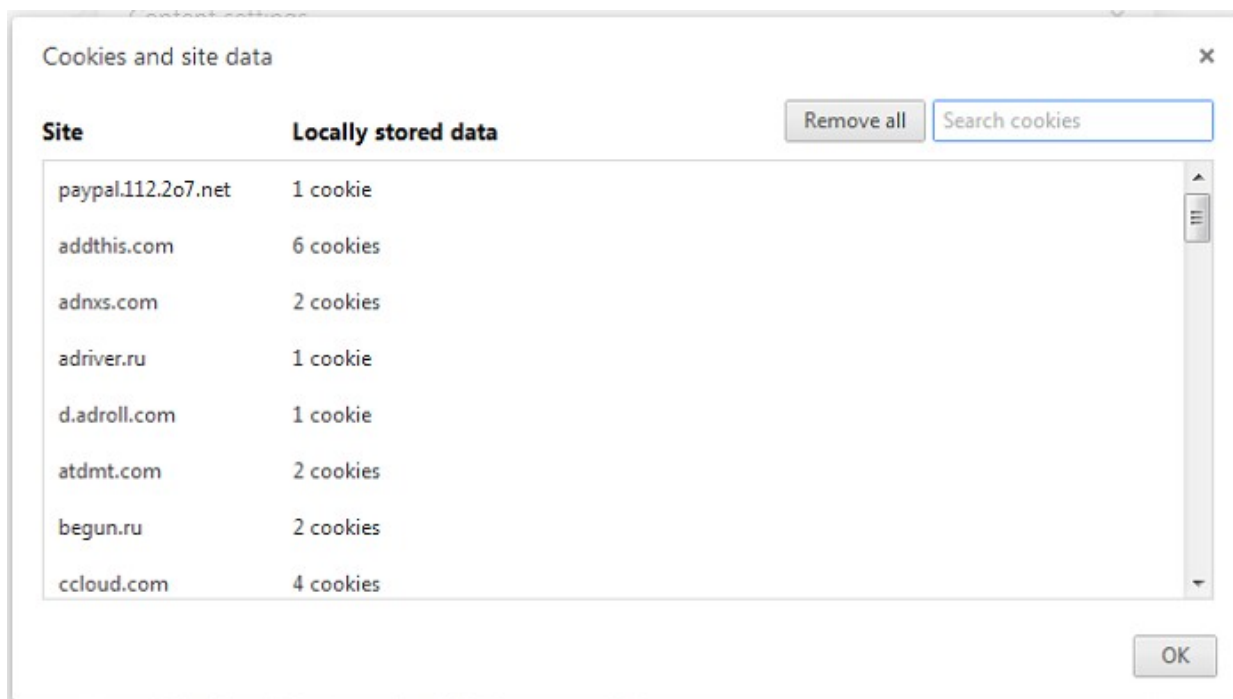 Content settings
Cookies and site data
Site Locally stored data Remove all Search cookies
paypal.112.2o7.net 1 cookie
addthis.com 6 cookies
adnxs.com 2 cookies
adriver.ru 1 cookie
d.adroll.com 1 cookie
atdmt.com 2 cookies
begun.ru 2 cookies
ccloud.com 4 cookies
OK